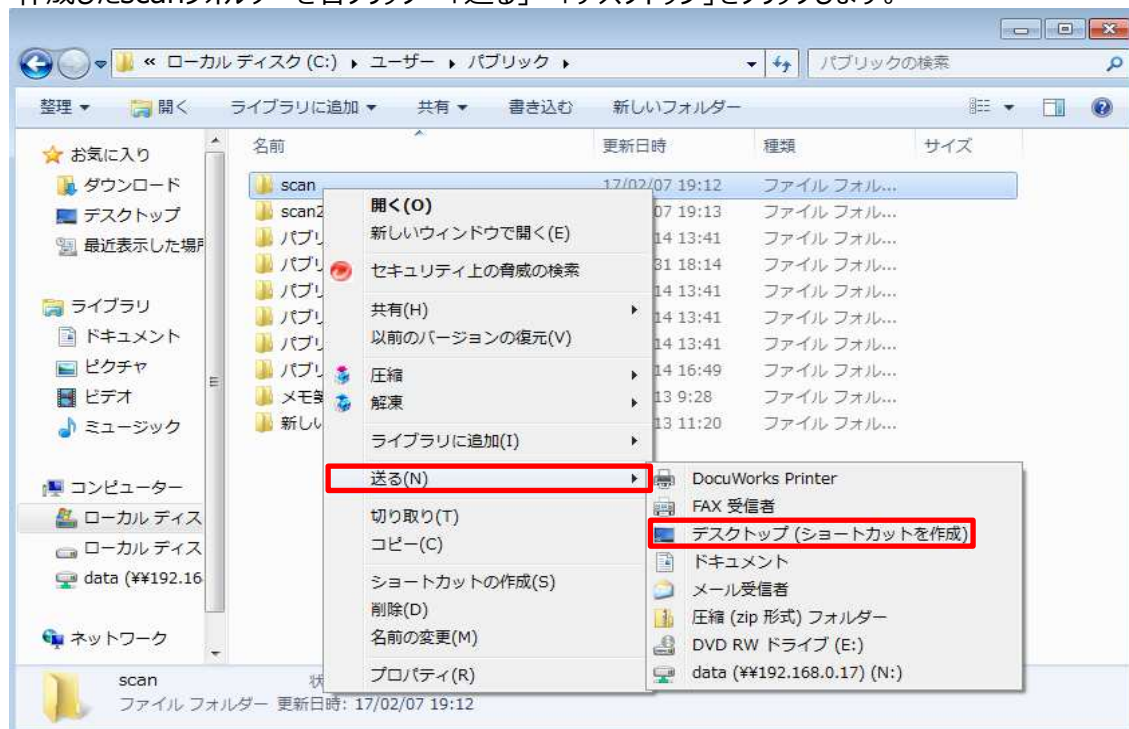 作成したscanフォルダーを右クリック→「送る」→「デスクトップ」をクリックします。
« ローカル ディスク (C:) ▸ ユーザー ▸ パブリック ▸
パブリックの検索
整理 ▼ 開く ライブラリに追加 ▼ 共有 ▼ 書き込む 新しいフォルダー
お気に入り
ダウンロード
デスクトップ
最近表示した場所
ライブラリ
ドキュメント
ピクチャ
ビデオ
ミュージック
コンピューター
ローカル ディス
ローカル ディス
data (¥¥192.16
ネットワーク
名前 更新日時 種類 サイズ
scan 17/02/07 19:12 ファイル フォル...
scan2 07 19:13 ファイル フォル...
パブリ 14 13:41 ファイル フォル...
パブリ 31 18:14 ファイル フォル...
パブリ 14 13:41 ファイル フォル...
パブリ 14 13:41 ファイル フォル...
パブリ 14 13:41 ファイル フォル...
パブリ 14 16:49 ファイル フォル...
メモ 13 9:28 ファイル フォル...
新しい 13 11:20 ファイル フォル...
開く(O)
新しいウィンドウで開く(E)
セキュリティ上の脅威の検索
共有(H)
以前のバージョンの復元(V)
圧縮
解凍
ライブラリに追加(I)
送る(N)
切り取り(T)
コピー(C)
ショートカットの作成(S)
削除(D)
名前の変更(M)
プロパティ(R)
DocuWorks Printer
FAX 受信者
デスクトップ (ショートカットを作成)
ドキュメント
メール受信者
圧縮 (zip 形式) フォルダー
DVD RW ドライブ (E:)
data (¥¥192.168.0.17) (N:)
scan 状
ファイル フォルダー 更新日時: 17/02/07 19:12